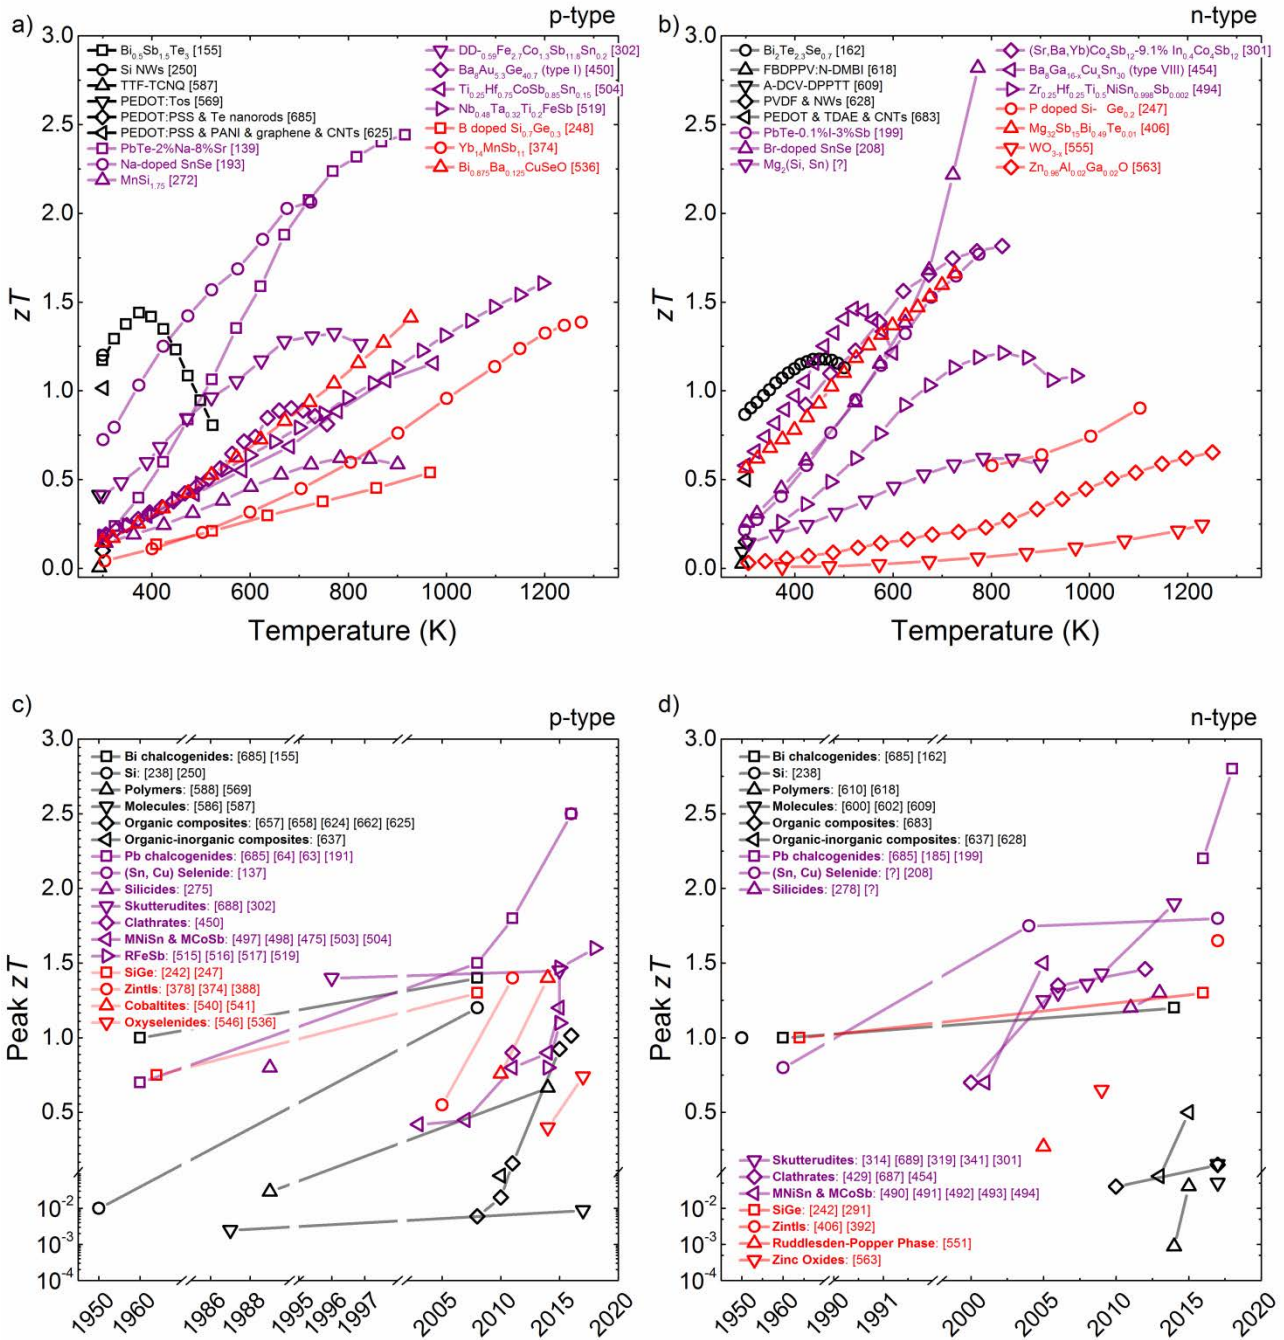 a)
p-type
3.0
2.5
2.0
1.5
1.0
0.5
0.0
zT
Bi0.5Sb1.5Te3 [155]
Si NWs [250]
TTF-TCNQ [587]
PEDOT:Tos [569]
PEDOT:PSS & Te nanorods [685]
PEDOT:PSS & PANI & graphene & CNTs [625]
PbTe-2%Na-8%Sr [139]
Na-doped SnSe [193]
MnSi1.75 [272]
DD-0.59Fe2.7Co1.3Sb11.8Sn0.2 [302]
Ba8Au5.3Ge40.7 (type I) [450]
Ti0.25Hf0.75CoSb0.85Sn0.15 [504]
Nb0.48Ta0.32Ti0.2FeSb [519]
B doped Si0.7Ge0.3 [248]
Yb14MnSb11 [374]
Bi0.875Ba0.125CuSeO [536]
400 600 800 1000 1200
Temperature (K)
b)
n-type
3.0
2.5
2.0
1.5
1.0
0.5
0.0
zT
Bi2Te2.3Se0.7 [162]
FBDPPV:N-DMBI [618]
A-DCV-DPPTT [609]
PVDF & NWs [628]
PEDOT & TDAE & CNTs [683]
PbTe-0.1%I-3%Sb [199]
Br-doped SnSe [208]
Mg2(Si, Sn) [?]
(Sr,Ba,Yb)Co4Sb12-9.1% In0.4Co4Sb12 [301]
Ba8Ga16-xCuxSn30 (type VIII) [454]
Zr0.25Hf0.25Ti0.5NiSn0.998Sb0.002 [494]
P doped Si- Ge0.2 [247]
Mg32Sb15Bi0.49Te0.01 [406]
WO3-x [555]
Zn0.96Al0.02Ga0.02O [563]
400 600 800 1000 1200
Temperature (K)
c)
p-type
3.0
2.5
2.0
1.5
1.0
0.5
10-2
10-3
10-4
Peak zT
Bi chalcogenides: [685] [155]
Si: [238] [250]
Polymers: [588] [569]
Molecules: [586] [587]
Organic composites: [657] [658] [624] [662] [625]
Organic-inorganic composites: [637]
Pb chalcogenides: [685] [64] [63] [191]
(Sn, Cu) Selenide: [137]
Silicides: [275]
Skutterudites: [688] [302]
Clathrates: [450]
MNiSn & MCoSb: [497] [498] [475] [503] [504]
RFeSb: [515] [516] [517] [519]
SiGe: [242] [247]
Zintls: [378] [374] [388]
Cobaltites: [540] [541]
Oxyselenides: [546] [536]
1950 1960 1986 1988 1995 1996 1997 2005 2010 2015 2020
d)
n-type
3.0
2.5
2.0
1.5
1.0
0.5
10-2
10-3
10-4
Peak zT
Bi chalcogenides: [685] [162]
Si: [238]
Polymers: [610] [618]
Molecules: [600] [602] [609]
Organic composites: [683]
Organic-inorganic composites: [637] [628]
Pb chalcogenides: [685] [185] [199]
(Sn, Cu) Selenide: [?] [208]
Silicides: [278] [?]
Skutterudites: [314] [689] [319] [341] [301]
Clathrates: [429] [687] [454]
MNiSn & MCoSb: [490] [491] [492] [493] [494]
SiGe: [242] [291]
Zintls: [406] [392]
Ruddlesden-Popper Phase: [551]
Zinc Oxides: [563]
1950 1960 1990 1991 2000 2005 2010 2015 2020